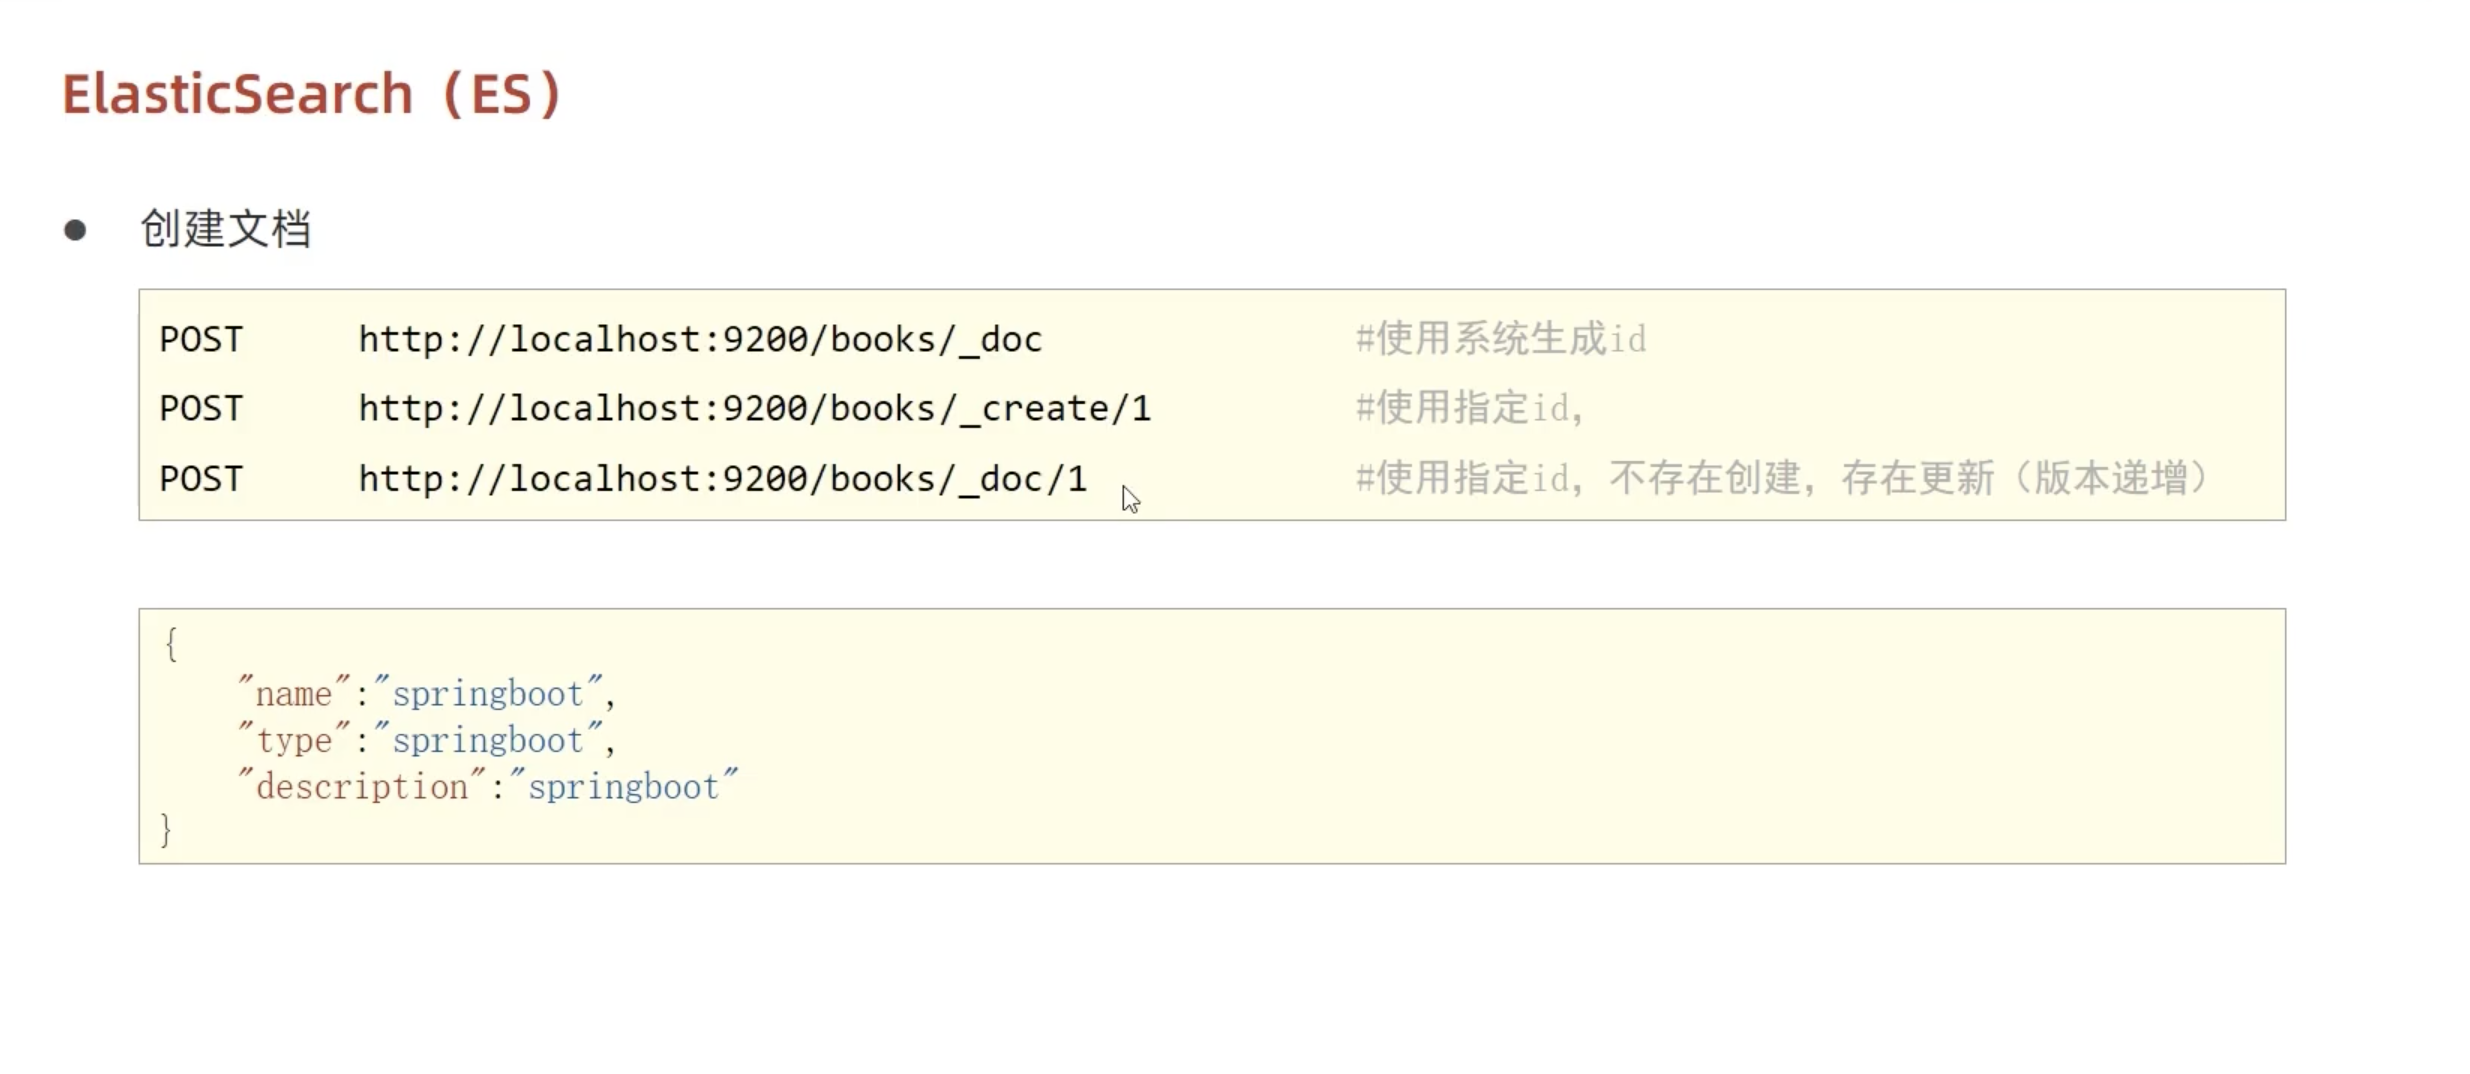 ElasticSearch（ES）
● 创建文档
POST http://localhost:9200/books/_doc #使用系统生成id
POST http://localhost:9200/books/_create/1 #使用指定id，
POST http://localhost:9200/books/_doc/1 #使用指定id，不存在创建，存在更新（版本递增）
{
"name":"springboot",
"type":"springboot",
"description":"springboot"
}